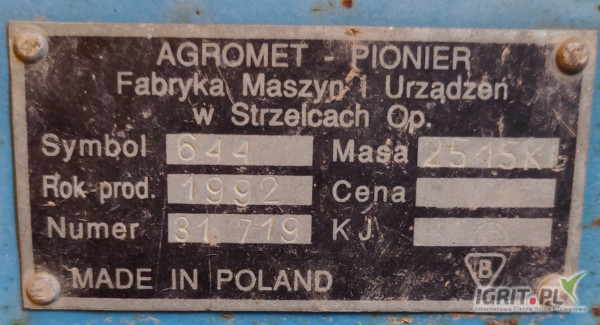 AGROMET - PIONIER
Fabryka Maszyn i Urządzeń
w Strzelcach Op.
Symbol 644 Masa 2515KG
Rok prod. 1992 Cena
Numer 31 719 KJ
B
MADE IN POLAND
IGRIT.PL